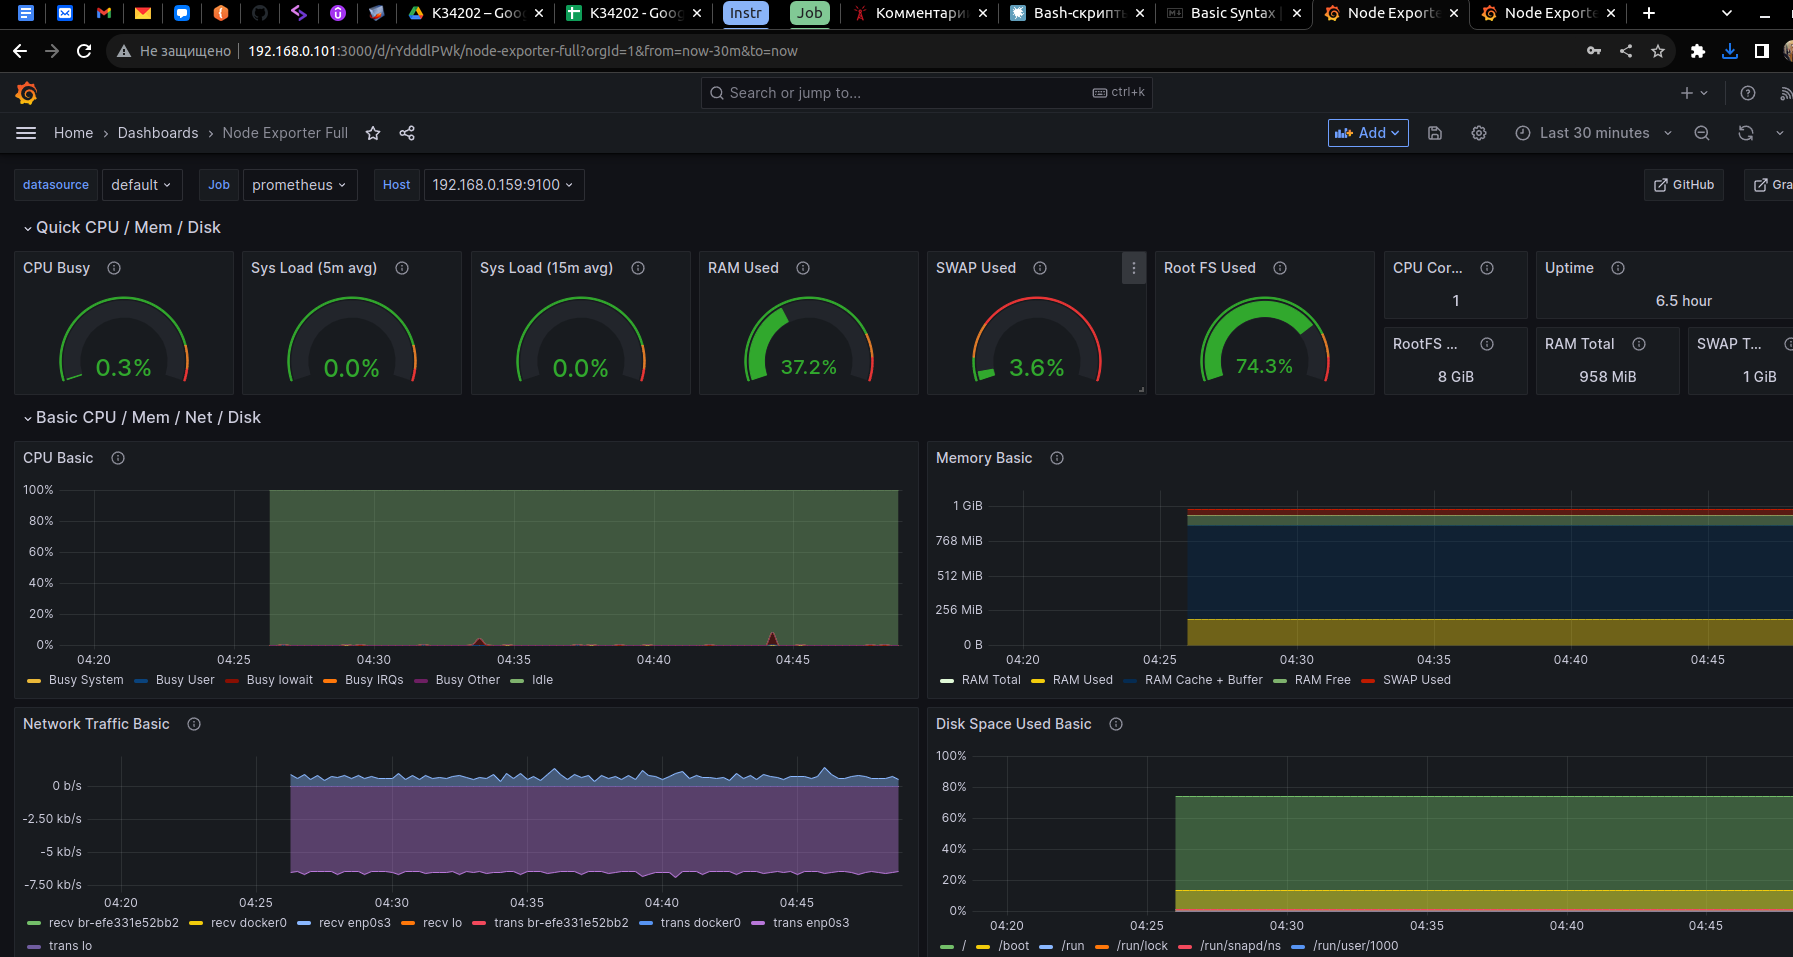 K34202 – Goo
K34202 - Goog
Instr
Job
Комментари
Bash-скрипт
Basic Syntax
Node Exporte
Node Exporte
Не защищено
192.168.0.101:3000/d/rYdddlPWk/node-exporter-full?orgId=1&from=now-30m&to=now
Search or jump to...
ctrl+k
Home › Dashboards › Node Exporter Full
Add
Last 30 minutes
datasource default Job prometheus Host 192.168.0.159:9100
GitHub
Gra
Quick CPU / Mem / Disk
CPU Busy
0.3%
Sys Load (5m avg)
0.0%
Sys Load (15m avg)
0.0%
RAM Used
37.2%
SWAP Used
3.6%
Root FS Used
74.3%
CPU Cor...
1
Uptime
6.5 hour
RootFS ...
8 GiB
RAM Total
958 MiB
SWAP T...
1 GiB
Basic CPU / Mem / Net / Disk
CPU Basic
100%
80%
60%
40%
20%
0%
04:20 04:25 04:30 04:35 04:40 04:45
Busy System Busy User Busy Iowait Busy IRQs Busy Other Idle
Memory Basic
1 GiB
768 MiB
512 MiB
256 MiB
0 B
04:20 04:25 04:30 04:35 04:40 04:45
RAM Total RAM Used RAM Cache + Buffer RAM Free SWAP Used
Network Traffic Basic
0 b/s
-2.50 kb/s
-5 kb/s
-7.50 kb/s
04:20 04:25 04:30 04:35 04:40 04:45
recv br-efe331e52bb2 recv docker0 recv enp0s3 recv lo trans br-efe331e52bb2 trans docker0 trans enp0s3
trans lo
Disk Space Used Basic
100%
80%
60%
40%
20%
0%
04:20 04:25 04:30 04:35 04:40 04:45
/ /boot /run /run/lock /run/snapd/ns /run/user/1000